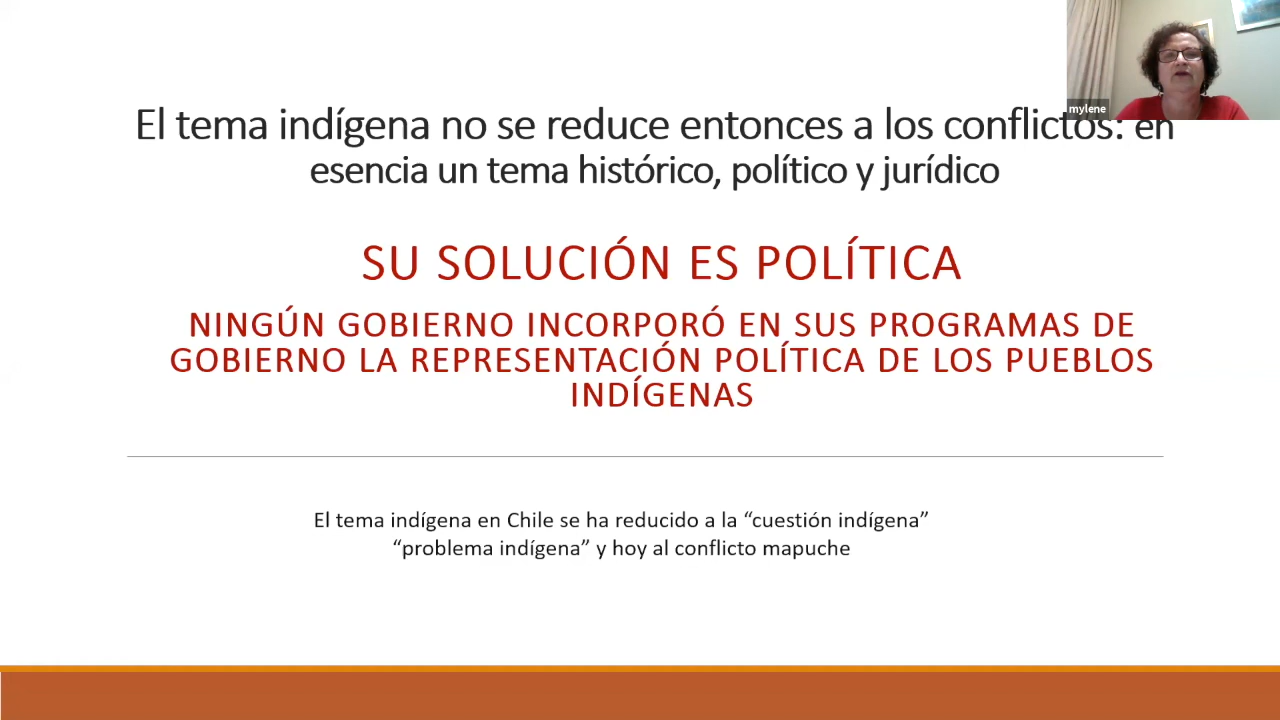 El tema indígena no se reduce entonces a los conflictos: en
esencia un tema histórico, político y jurídico
SU SOLUCIÓN ES POLÍTICA
NINGÚN GOBIERNO INCORPORÓ EN SUS PROGRAMAS DE
GOBIERNO LA REPRESENTACIÓN POLÍTICA DE LOS PUEBLOS
INDÍGENAS
El tema indígena en Chile se ha reducido a la “cuestión indígena”
“problema indígena” y hoy al conflicto mapuche
mylene